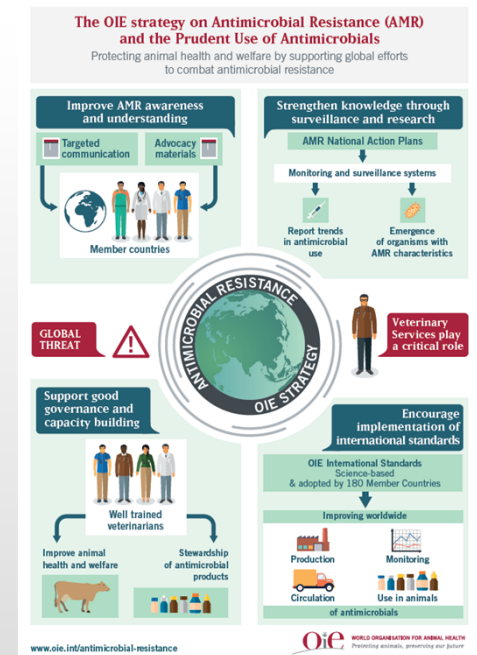 The OIE strategy on Antimicrobial Resistance (AMR)
and the Prudent Use of Antimicrobials
Protecting animal health and welfare by supporting global efforts
to combat antimicrobial resistance
Improve AMR awareness
and understanding
Targeted
communication
Advocacy
materials
Member countries
Strengthen knowledge through
surveillance and research
AMR National Action Plans
Monitoring and surveillance systems
Report trends
in antimicrobial
use
Emergence
of organisms with
AMR characteristics
ANTIMICROBIAL RESISTANCE
OIE STRATEGY
GLOBAL
THREAT
Veterinary
Services play
a critical role
Support good
governance and
capacity building
Well trained
veterinarians
Improve animal
health and welfare
Stewardship
of antimicrobial
products
Encourage
implementation of
international standards
OIE International Standards
Science-based
& adopted by 180 Member Countries
Improving worldwide
Production
Monitoring
Circulation
Use in animals
of antimicrobials
www.oie.int/antimicrobial-resistance
Oie
WORLD ORGANISATION FOR ANIMAL HEALTH
Protecting animals, preserving our future